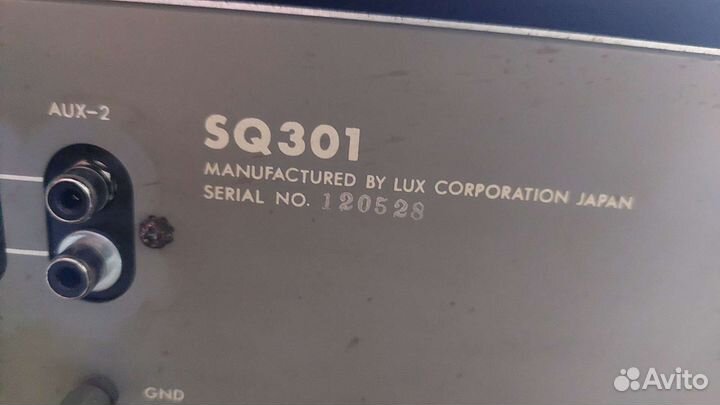 AUX-2
SQ301
MANUFACTURED BY LUX CORPORATION JAPAN
SERIAL NO. 120528
GND
Avito